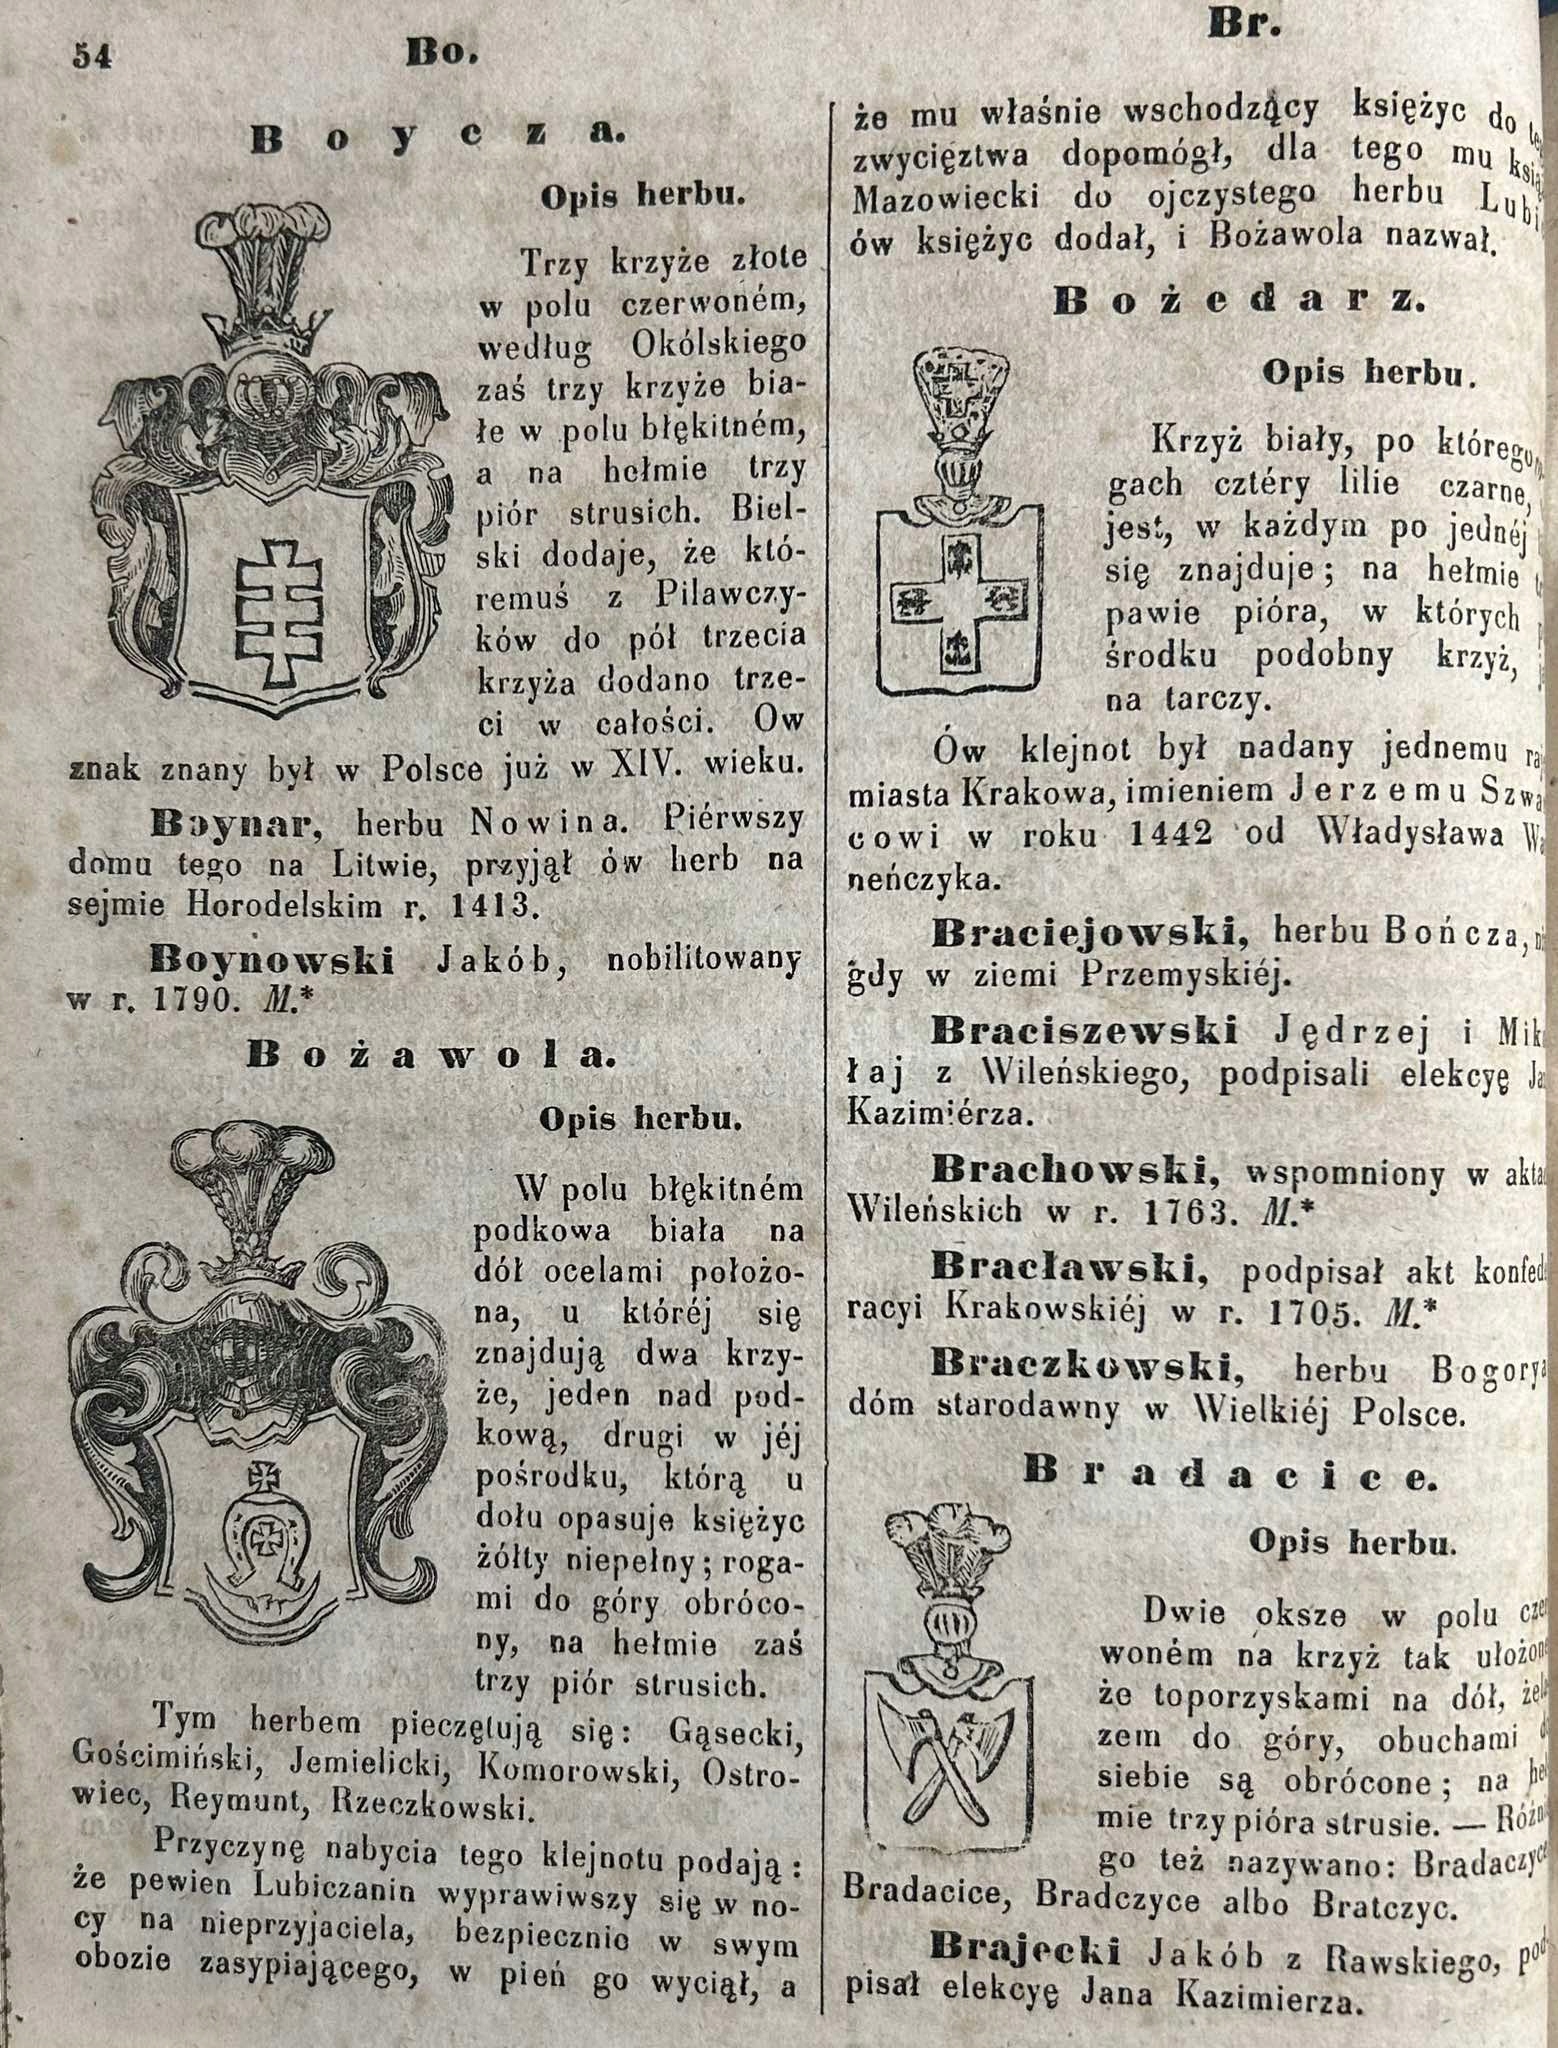 54
Bo.
Boycza.
Opis herbu.
Trzy krzyże złote
w polu czerwoném,
według Okólskiego
zaś trzy krzyże bia-
łe w polu błękitném,
a na hełmie trzy
piór strusich. Biel-
ski dodaje, że któ-
remuś z Pilawczy-
ków do pół trzecia
krzyża dodano trze-
ci w całości. Ow
znak znany był w Polsce już w XIV. wieku.
Boynar, herbu Nowina. Piérwszy
domu tego na Litwie, przyjął ów herb na
sejmie Horodelskim r. 1413.
Boynowski Jakób, nobilitowany
w r. 1790. M.*
Bożawola.
Opis herbu.
W polu błękitném
podkowa biała na
dół ocelami położo-
na, u któréj się
znajdują dwa krzy-
że, jeden nad pod-
kową, drugi w jéj
pośrodku, którą u
dołu opasuje księżyc
żółty niepełny; roga-
mi do góry obróco-
ny, na hełmie zaś
trzy piór strusich.
Tym herbem pieczętują się: Gąsecki,
Gościmiński, Jemielicki, Komorowski, Ostro-
wiec, Reymunt, Rzeczkowski.
Przyczynę nabycia tego klejnotu podają:
że pewien Lubiczanin wyprawiwszy się w no-
cy na nieprzyjaciela, bezpiecznie w swym
obozie zasypiającego, w pień go wyciął, a
Br.
że mu właśnie wschodzący księżyc do
zwycięztwa dopomógł, dla tego mu
Mazowiecki do ojczystego herbu
ów księżyc dodał, i Bożawola nazwał.
Bożedarz.
Opis herbu.
Krzyż biały, po którego
gach cztéry lilie czarne,
jest, w każdym po jednéj
się znajduje; na hełmie
pawie pióra, w których
środku podobny krzyż,
na tarczy.
Ów klejnot był nadany jednemu
miasta Krakowa, imieniem Jerzemu
cowi w roku 1442 od Władysława
neńczyka.
Braciejowski, herbu Bończa,
gdy w ziemi Przemyskiéj.
Braciszewski Jędrzej i
łaj z Wileńskiego, podpisali elekcyę
Kazimiérza.
Brachowski, wspomniony w
Wileńskich w r. 1763. M.*
Bracławski, podpisał akt
racyi Krakowskiéj w r. 1705. M.*
Braczkowski, herbu Bogorya
dóm starodawny w Wielkiéj Polsce.
Bradacice.
Opis herbu.
Dwie oksze w polu
woném na krzyż tak
że toporzyskami na dół,
zem do góry, obuchami
siebie są obrócone; na
mie trzy pióra strusie. —
go też nazywano: Bradaczyce
Bradacice, Bradczyce albo Bratczyc.
Brajecki Jakób z Rawskiego, pod-
pisał elekcyę Jana Kazimierza.